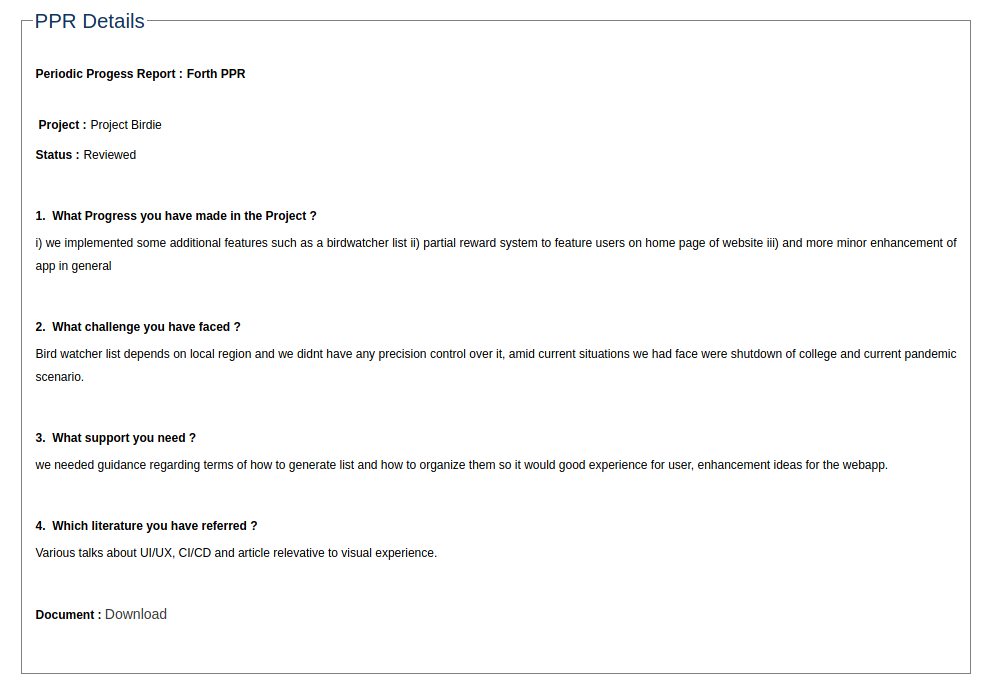 PPR Details
Periodic Progess Report : Forth PPR
Project : Project Birdie
Status : Reviewed
1. What Progress you have made in the Project ?
i) we implemented some additional features such as a birdwatcher list ii) partial reward system to feature users on home page of website iii) and more minor enhancement of
app in general
2. What challenge you have faced ?
Bird watcher list depends on local region and we didnt have any precision control over it, amid current situations we had face were shutdown of college and current pandemic
scenario.
3. What support you need ?
we needed guidance regarding terms of how to generate list and how to organize them so it would good experience for user, enhancement ideas for the webapp.
4. Which literature you have referred ?
Various talks about UI/UX, CI/CD and article relevative to visual experience.
Document : Download